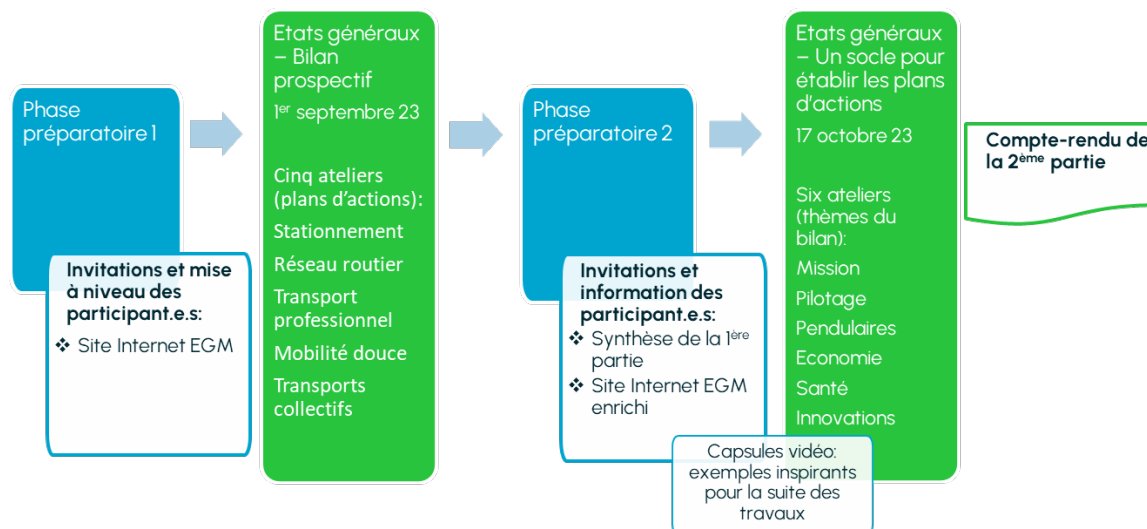 Phase
préparatoire 1
Invitations et mise
à niveau des
participant.e.s:
❖ Site Internet EGM
Etats généraux
– Bilan
prospectif
1er septembre 23
Cinq ateliers
(plans d'actions):
Stationnement
Réseau routier
Transport
professionnel
Mobilité douce
Transports
collectifs
Phase
préparatoire 2
Invitations et
information des
participant.e.s:
❖ Synthèse de la 1ère
partie
❖ Site Internet EGM
enrichi
Etats généraux
– Un socle pour
établir les plans
d'actions
17 octobre 23
Six ateliers
(thèmes du
bilan):
Mission
Pilotage
Pendulaires
Economie
Santé
Innovations
Capsules vidéo:
exemples inspirants
pour la suite des
travaux
Compte-rendu de
la 2ème partie